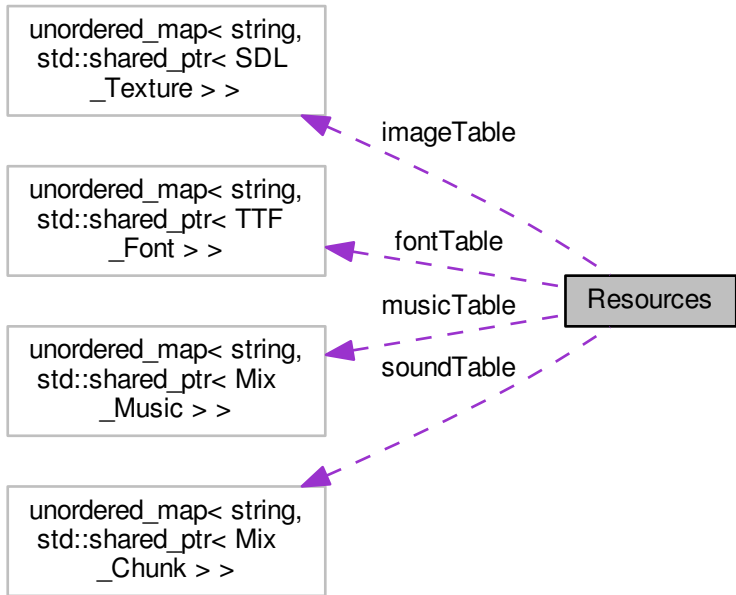 unordered_map< string,
std::shared_ptr< SDL
_Texture > >
imageTable
unordered_map< string,
std::shared_ptr< TTF
_Font > >
fontTable
Resources
musicTable
unordered_map< string,
std::shared_ptr< Mix
_Music > >
soundTable
unordered_map< string,
std::shared_ptr< Mix
_Chunk > >